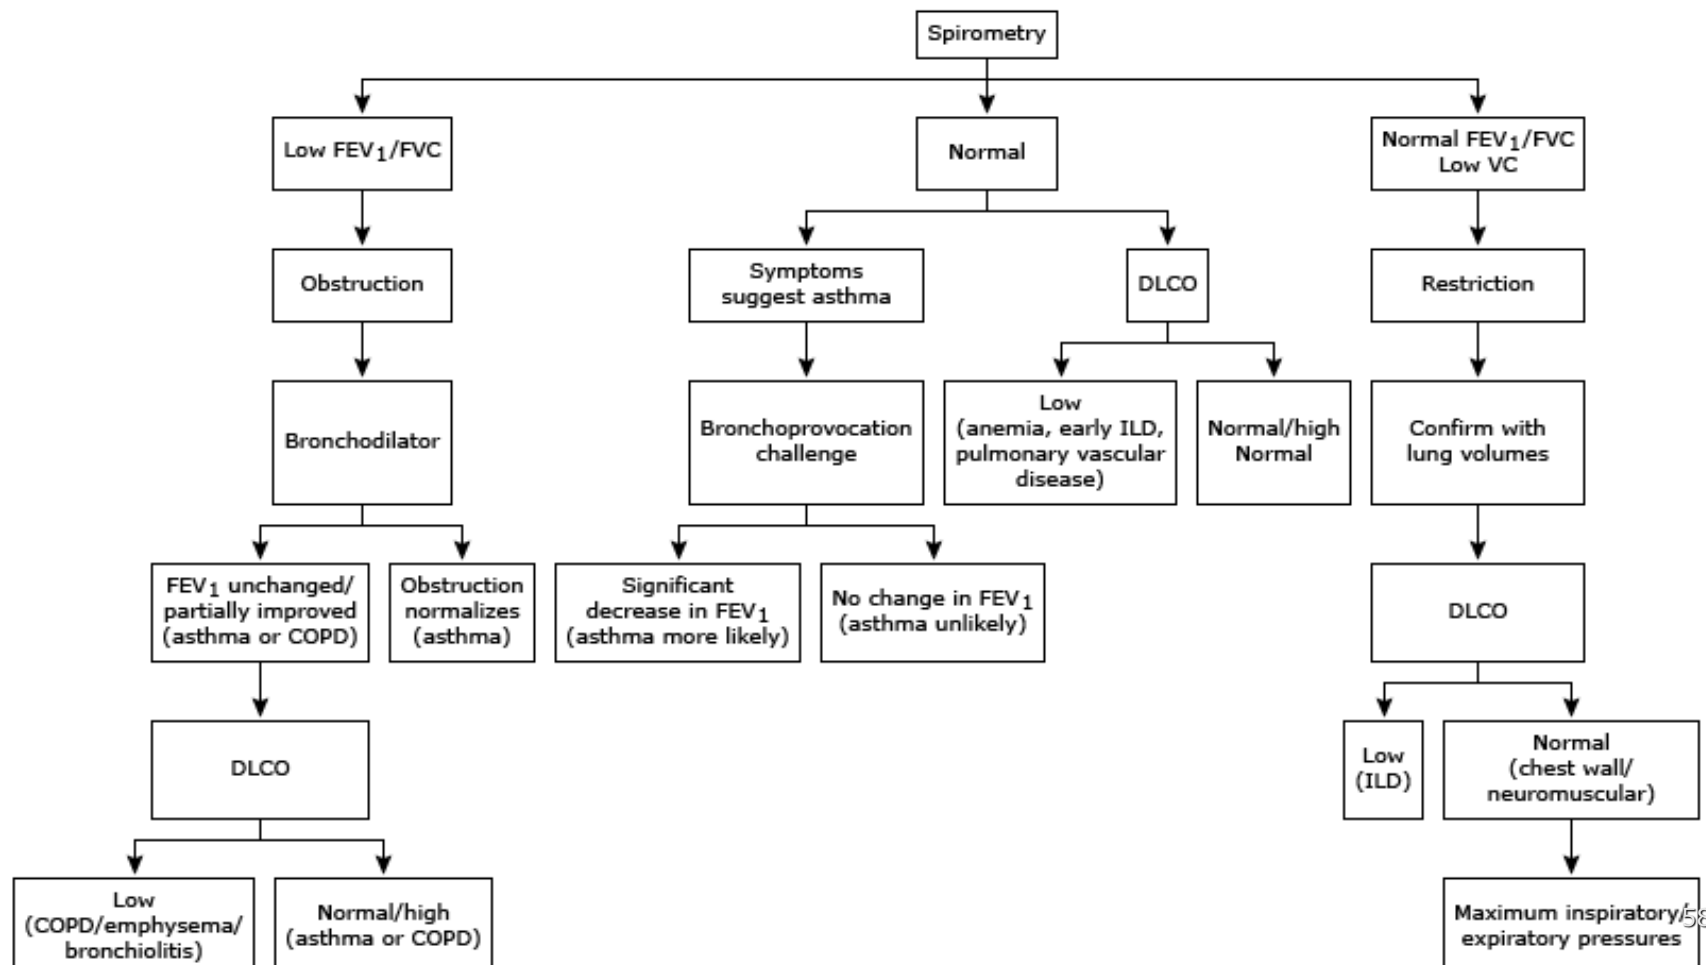 Spirometry
Low FEV1/FVC
Normal
Normal FEV1/FVC
Low VC
Obstruction
Symptoms
suggest asthma
DLCO
Restriction
Bronchodilator
Bronchoprovocation
challenge
Low
(anemia, early ILD,
pulmonary vascular
disease)
Normal/high
Normal
Confirm with
lung volumes
FEV1 unchanged/
partially improved
(asthma or COPD)
Obstruction
normalizes
(asthma)
Significant
decrease in FEV1
(asthma more likely)
No change in FEV1
(asthma unlikely)
DLCO
DLCO
Low
(ILD)
Normal
(chest wall/
neuromuscular)
Low
(COPD/emphysema/
bronchiolitis)
Normal/high
(asthma or COPD)
Maximum inspiratory/
expiratory pressures
58